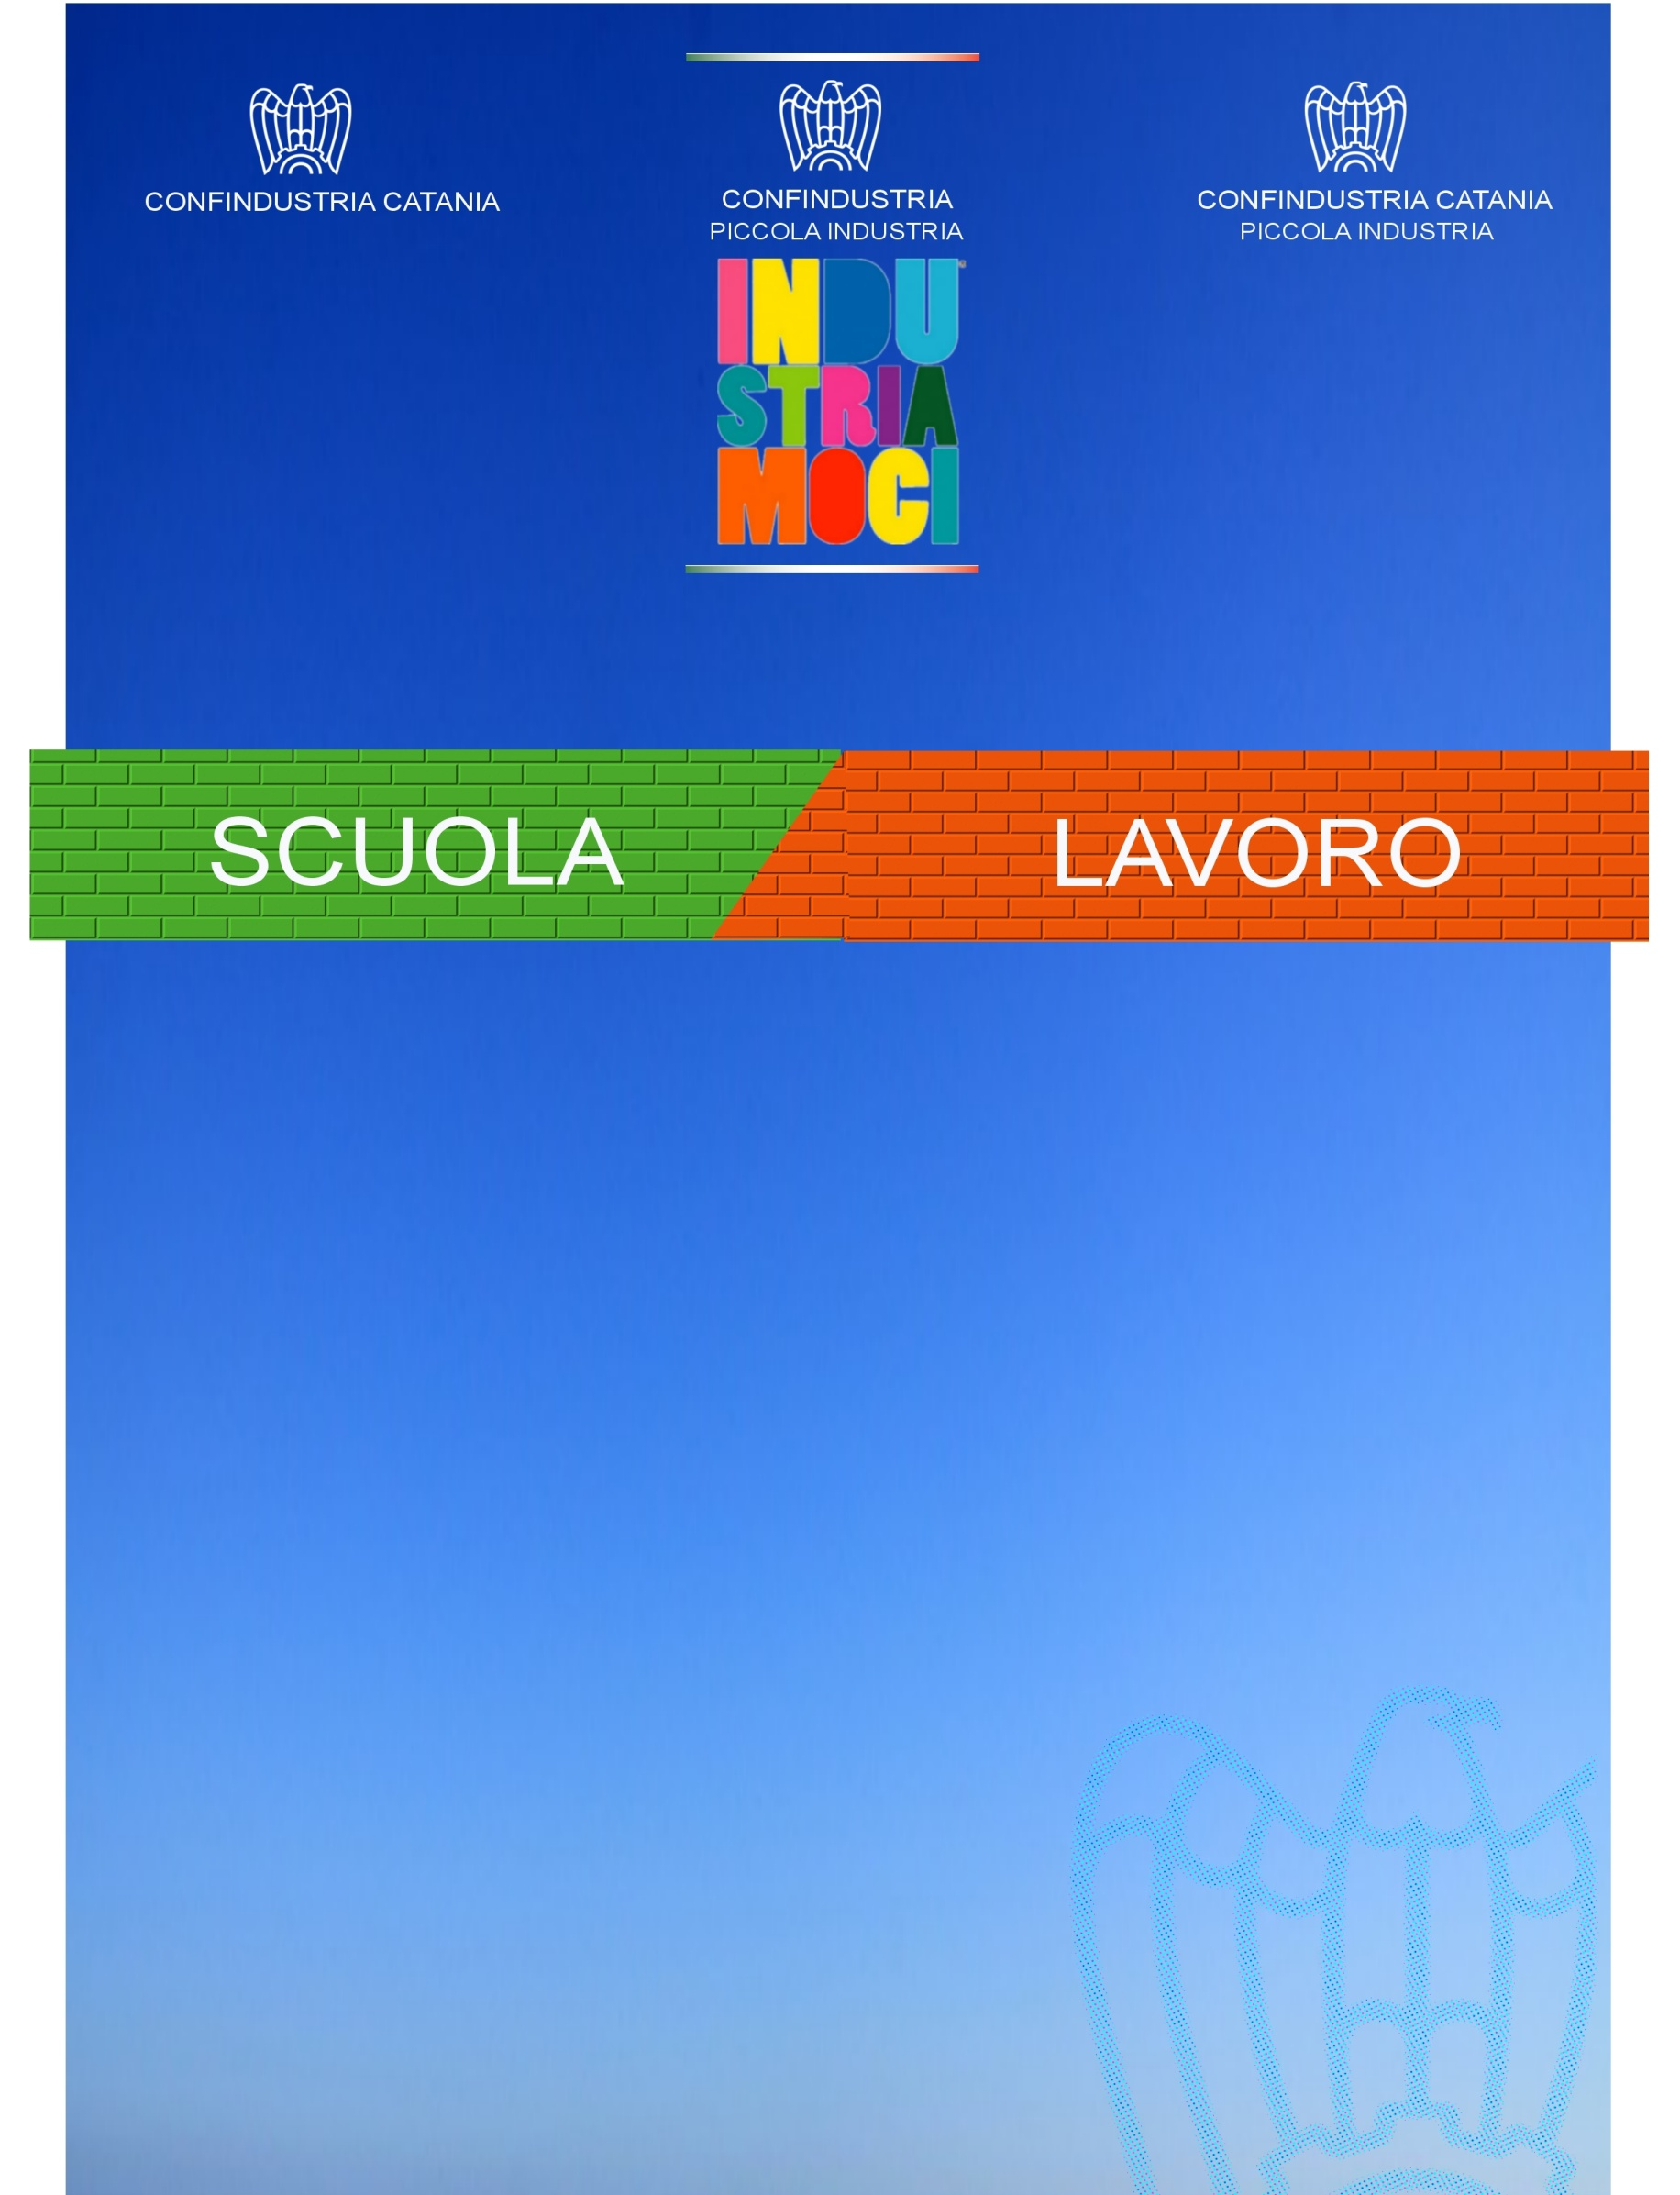 CONFINDUSTRIA CATANIA
CONFINDUSTRIA
PICCOLA INDUSTRIA
CONFINDUSTRIA CATANIA
PICCOLA INDUSTRIA
INDU
STRIA
MOCI
SCUOLA
LAVORO